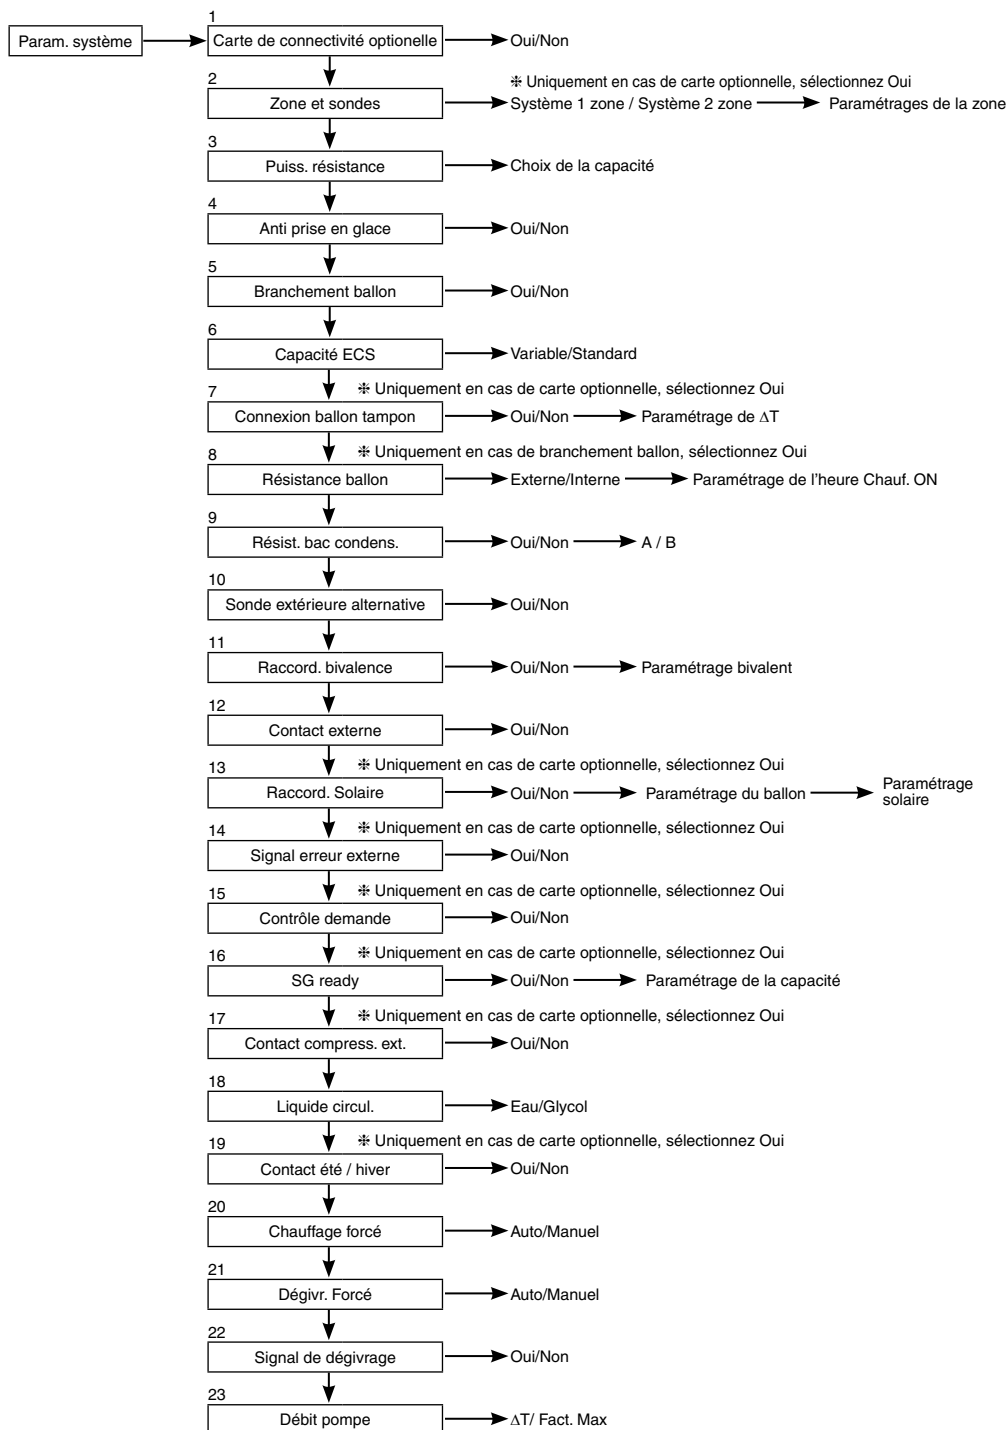 1
Param. système
Carte de connectivité optionelle
Oui/Non
2
❈ Uniquement en cas de carte optionnelle, sélectionnez Oui
Zone et sondes
Système 1 zone / Système 2 zone
Paramétrages de la zone
3
Puiss. résistance
Choix de la capacité
4
Anti prise en glace
Oui/Non
5
Branchement ballon
Oui/Non
6
Capacité ECS
Variable/Standard
7
❈ Uniquement en cas de carte optionnelle, sélectionnez Oui
Connexion ballon tampon
Oui/Non
Paramétrage de ΔT
8
❈ Uniquement en cas de branchement ballon, sélectionnez Oui
Résistance ballon
Externe/Interne
Paramétrage de l'heure Chauf. ON
9
Résist. bac condens.
Oui/Non
A / B
10
Sonde extérieure alternative
Oui/Non
11
Raccord. bivalence
Oui/Non
Paramétrage bivalent
12
Contact externe
Oui/Non
13
❈ Uniquement en cas de carte optionnelle, sélectionnez Oui
Raccord. Solaire
Oui/Non
Paramétrage du ballon
Paramétrage
solaire
14
❈ Uniquement en cas de carte optionnelle, sélectionnez Oui
Signal erreur externe
Oui/Non
15
❈ Uniquement en cas de carte optionnelle, sélectionnez Oui
Contrôle demande
Oui/Non
16
❈ Uniquement en cas de carte optionnelle, sélectionnez Oui
SG ready
Oui/Non
Paramétrage de la capacité
17
❈ Uniquement en cas de carte optionnelle, sélectionnez Oui
Contact compress. ext.
Oui/Non
18
Liquide circul.
Eau/Glycol
19
❈ Uniquement en cas de carte optionnelle, sélectionnez Oui
Contact été / hiver
Oui/Non
20
Chauffage forcé
Auto/Manuel
21
Dégivr. Forcé
Auto/Manuel
22
Signal de dégivrage
Oui/Non
23
Débit pompe
ΔT/ Fact. Max